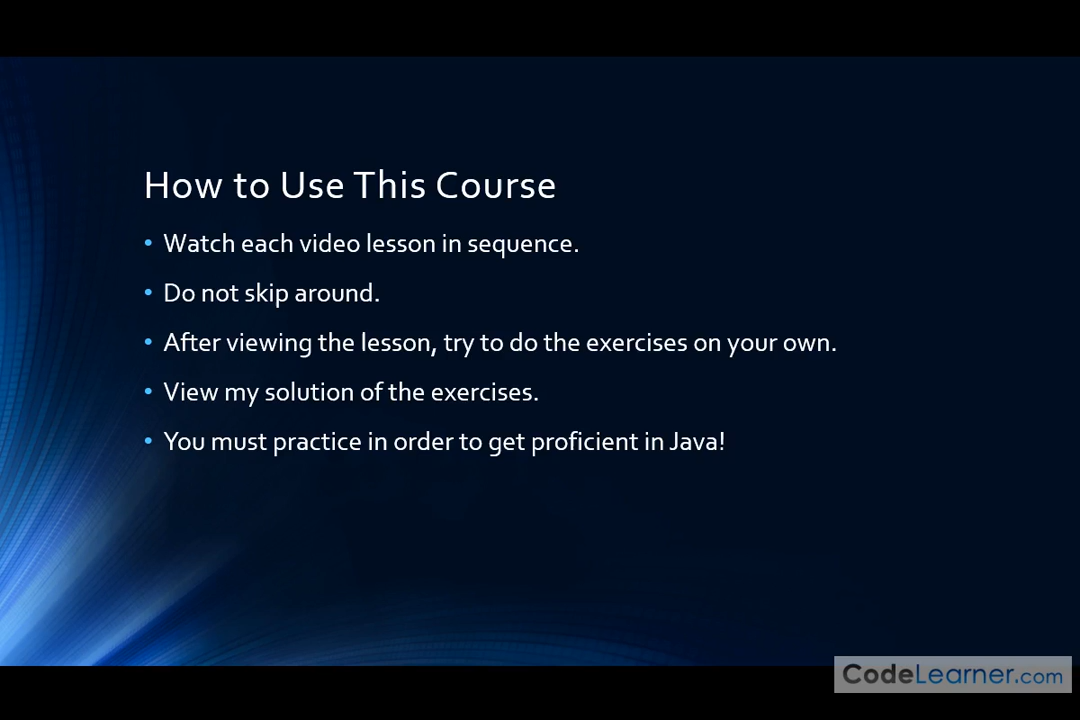 How to Use This Course
• Watch each video lesson in sequence.
• Do not skip around.
• After viewing the lesson, try to do the exercises on your own.
• View my solution of the exercises.
• You must practice in order to get proficient in Java!
CodeLearner.com